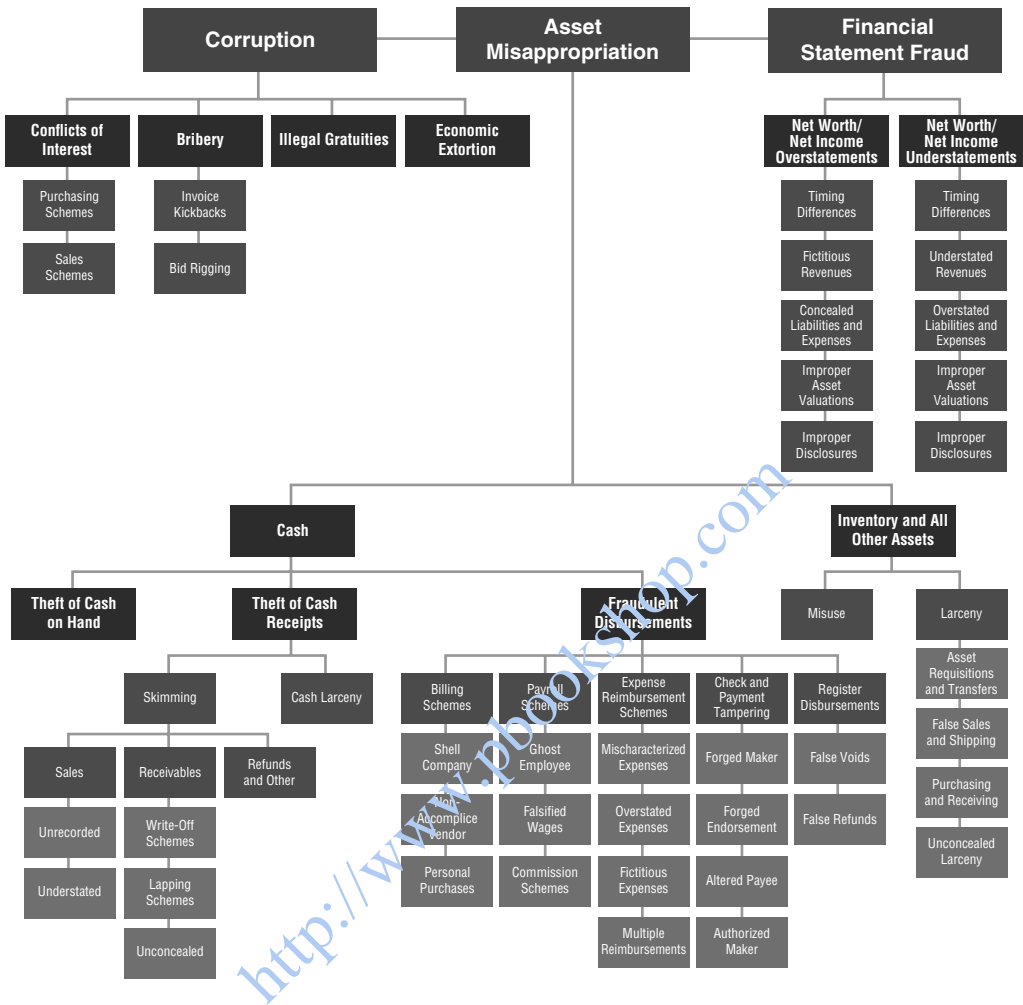 Corruption
Asset
Misappropriation
Financial
Statement Fraud
Conflicts of
Interest
Bribery
Illegal Gratuities
Economic
Extortion
Net Worth/
Net Income
Overstatements
Net Worth/
Net Income
Understatements
Purchasing
Schemes
Invoice
Kickbacks
Timing
Differences
Timing
Differences
Sales
Schemes
Bid Rigging
Fictitious
Revenues
Understated
Revenues
Concealed
Liabilities and
Expenses
Overstated
Liabilities and
Expenses
Improper
Asset
Valuations
Improper
Asset
Valuations
Improper
Disclosures
Improper
Disclosures
Cash
Inventory and All
Other Assets
Theft of Cash
on Hand
Theft of Cash
Receipts
Fraudulent
Disbursements
Misuse
Larceny
Skimming
Cash Larceny
Billing
Schemes
Payroll
Schemes
Expense
Reimbursement
Schemes
Check and
Payment
Tampering
Register
Disbursements
Asset
Requisitions
and Transfers
Sales
Receivables
Refunds
and Other
Shell
Company
Ghost
Employee
Mischaracterized
Expenses
Forged Maker
False Voids
False Sales
and Shipping
Unrecorded
Write-Off
Schemes
Non-
Accomplice
Vendor
Falsified
Wages
Overstated
Expenses
Forged
Endorsement
False Refunds
Purchasing
and Receiving
Understated
Lapping
Schemes
Personal
Purchases
Commission
Schemes
Fictitious
Expenses
Altered Payee
Unconcealed
Larceny
Unconcealed
Multiple
Reimbursements
Authorized
Maker
http://www.pbookshop.com